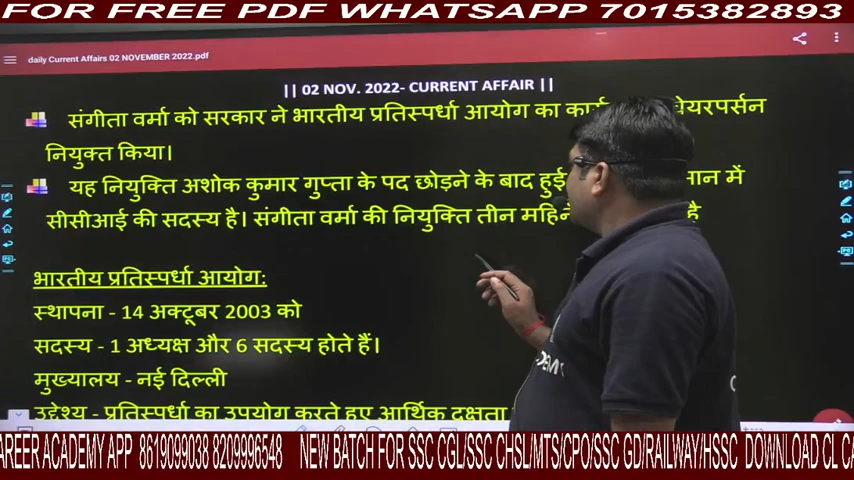 FOR FREE PDF WHATSAPP 7015382893
daily Current Affairs 02 NOVEMBER 2022.pdf
|| 02 NOV. 2022- CURRENT AFFAIR ||
संगीता वर्मा को सरकार ने भारतीय प्रतिस्पर्धा आयोग का
नियुक्त किया।
यह नियुक्ति अशोक कुमार गुप्ता के पद छोड़ने के बाद हुई में
सीसीआई की सदस्य है। संगीता वर्मा की नियुक्ति तीन है
भारतीय प्रतिस्पर्धा आयोग:
स्थापना - 14 अक्टूबर 2003 को
सदस्य - 1 अध्यक्ष और 6 सदस्य होते हैं।
मुख्यालय - नई दिल्ली
उद्देश्य - प्रतिस्पर्धा का उपयोग करते हुए आर्थिक दक्षता
AREER ACADEMY APP 8619099038 8209996548 NEW BATCH FOR SSC CGL/SSC CHSL/MTS/CPO/SSC GD/RAILWAY/HSSC DOWNLOAD CL CA